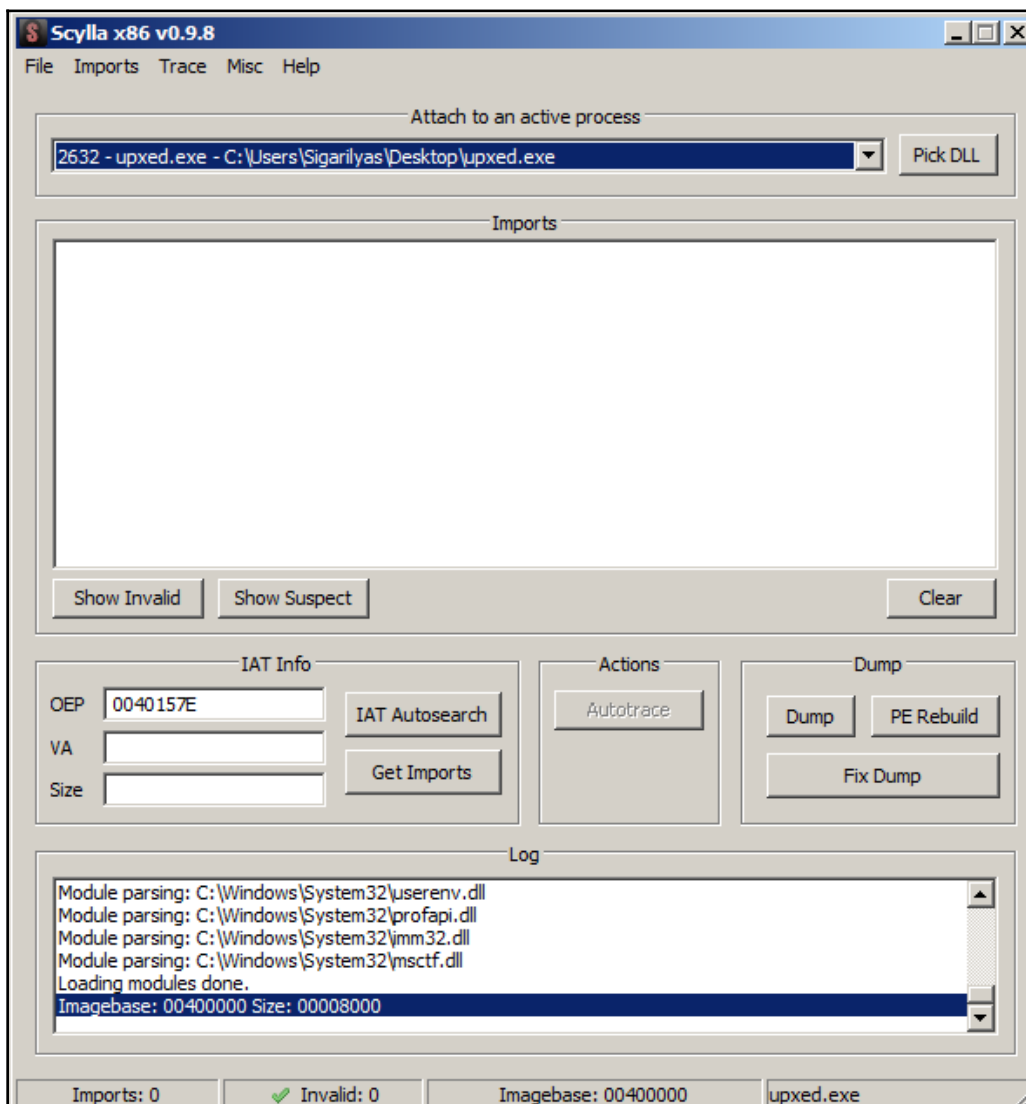 Scylla x86 v0.9.8
File Imports Trace Misc Help
Attach to an active process
2632 - upxed.exe - C:\Users\Sigarilyas\Desktop\upxed.exe
Pick DLL
Imports
Show Invalid
Show Suspect
Clear
IAT Info
OEP
0040157E
VA
Size
IAT Autosearch
Get Imports
Actions
Autotrace
Dump
Dump
PE Rebuild
Fix Dump
Log
Module parsing: C:\Windows\System32\userenv.dll
Module parsing: C:\Windows\System32\profapi.dll
Module parsing: C:\Windows\System32\imm32.dll
Module parsing: C:\Windows\System32\msctf.dll
Loading modules done.
Imagebase: 00400000 Size: 00008000
Imports: 0
Invalid: 0
Imagebase: 00400000
upxed.exe